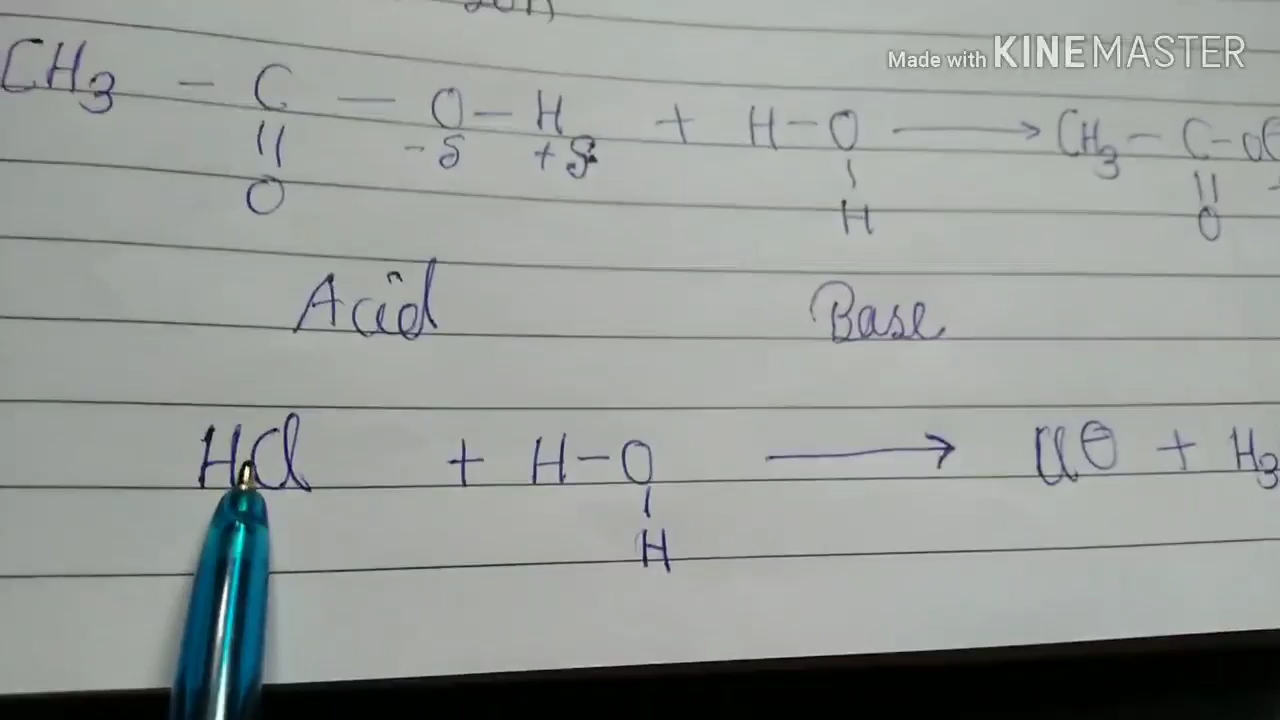 Made with KINEMASTER
CH3 - C - O - H + H - O → CH3 - C - O
|| -δ +δ | ||
O H O
Acid Base
HCl + H - O → Cl⊖ + H3
|
H